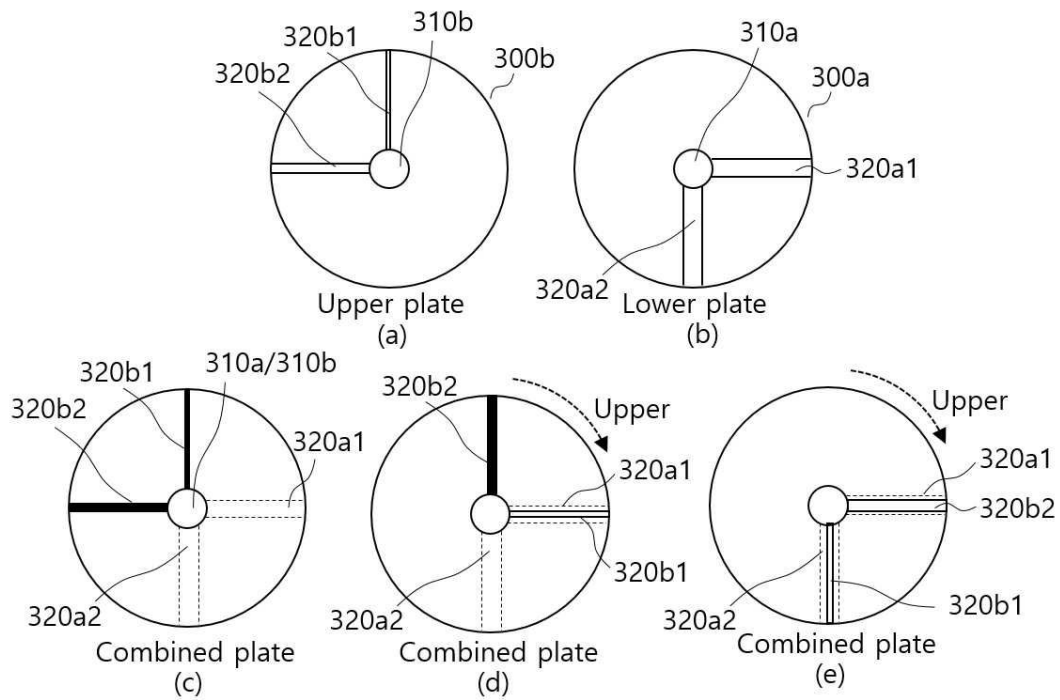 320b1
310b
320b2
300b
310a
300a
320a1
320a2
Upper plate
(a)
Lower plate
(b)
320b1
310a/310b
320b2
320a1
320a2
Combined plate
(c)
320b2
Upper
320a1
320b1
320a2
Combined plate
(d)
Upper
320a1
320b2
320b1
320a2
Combined plate
(e)